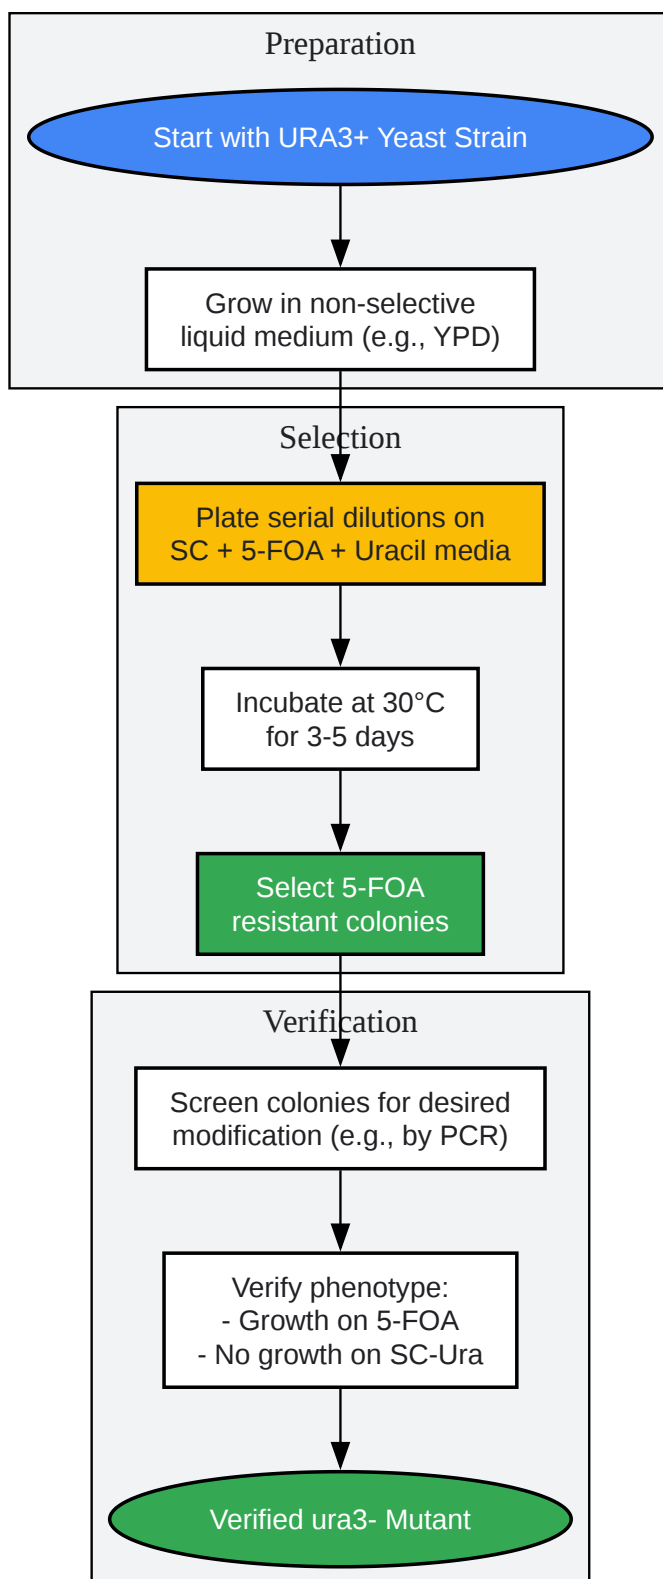 Preparation
Start with URA3+ Yeast Strain
Grow in non-selective
liquid medium (e.g., YPD)
Selection
Plate serial dilutions on
SC + 5-FOA + Uracil media
Incubate at 30°C
for 3-5 days
Select 5-FOA
resistant colonies
Verification
Screen colonies for desired
modification (e.g., by PCR)
Verify phenotype:
- Growth on 5-FOA
- No growth on SC-Ura
Verified ura3- Mutant